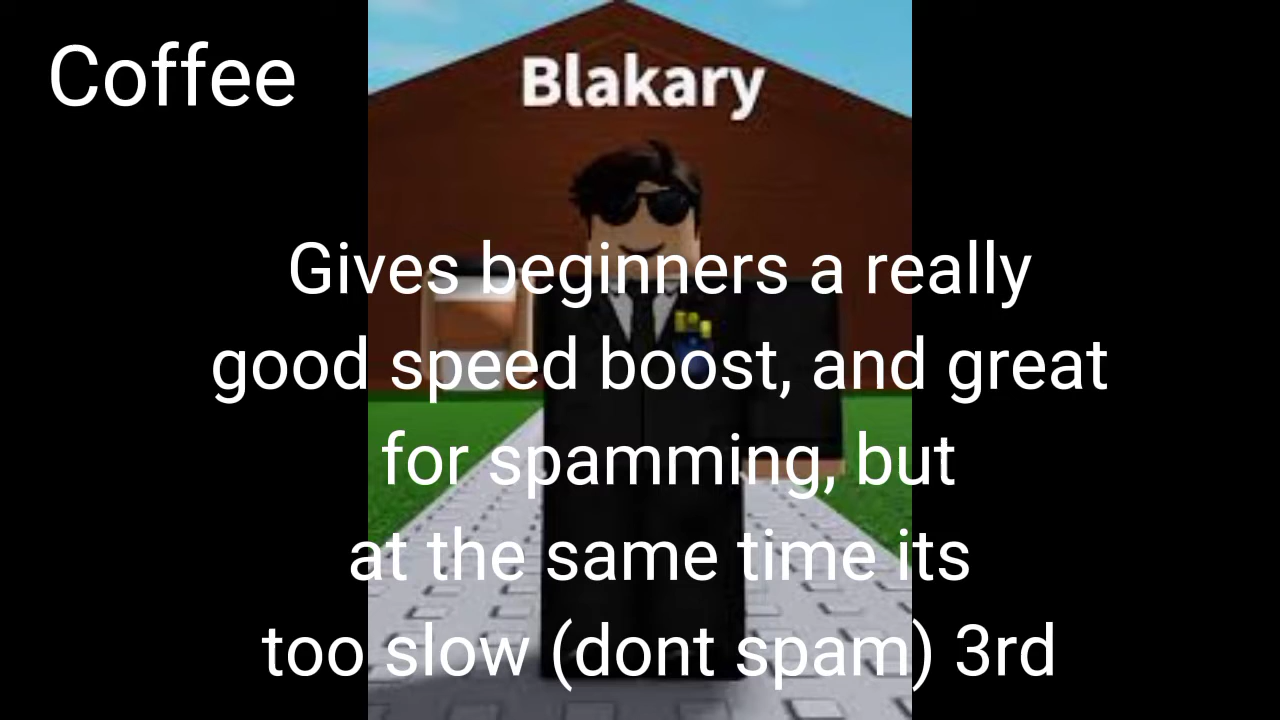 Coffee
Blakary
Gives beginners a really
good speed boost, and great
for spamming, but
at the same time its
too slow (dont spam) 3rd